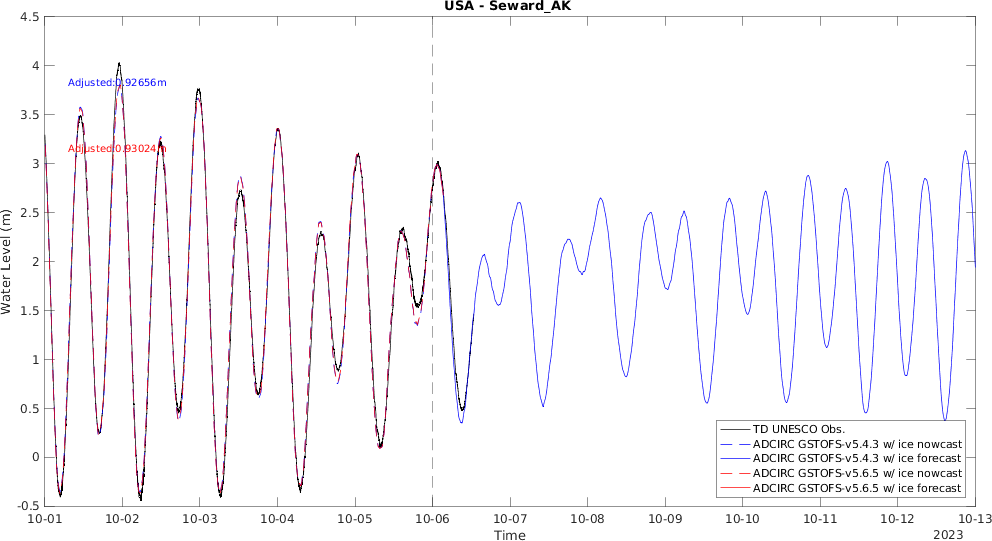 USA - Seward_AK
4.5
4
3.5
3
2.5
2
1.5
1
0.5
0
-0.5
Water Level (m)
Adjusted:0.92656m
Adjusted:0.93024m
10-01 10-02 10-03 10-04 10-05 10-06 10-07 10-08 10-09 10-10 10-11 10-12 10-13
Time
2023
TD UNESCO Obs.
ADCIRC GSTOFS-v5.4.3 w/ ice nowcast
ADCIRC GSTOFS-v5.4.3 w/ ice forecast
ADCIRC GSTOFS-v5.6.5 w/ ice nowcast
ADCIRC GSTOFS-v5.6.5 w/ ice forecast